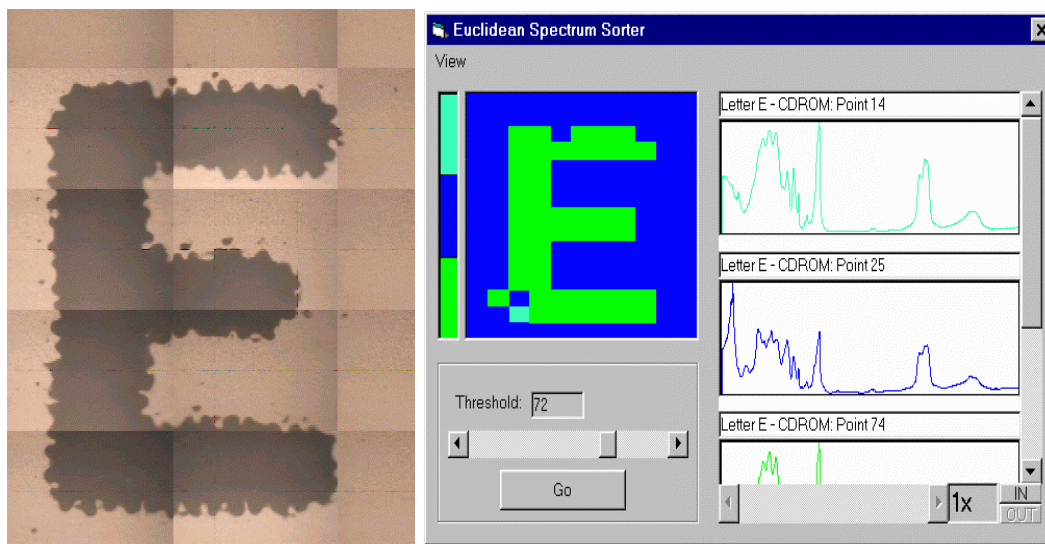 E
Euclidean Spectrum Sorter
View
Letter E - CDROM: Point 14
Letter E - CDROM: Point 25
Threshold: 72
Go
Letter E - CDROM: Point 74
1x
IN
OUT